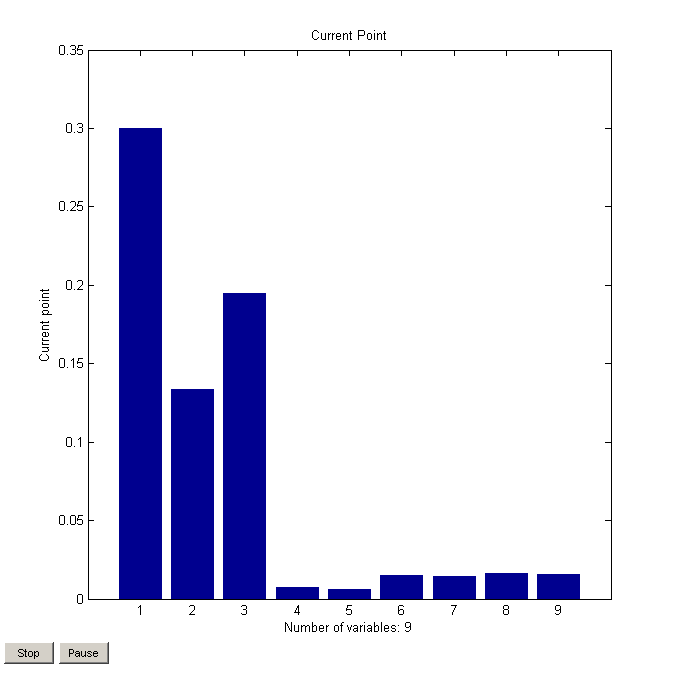 Current Point
0.35
0.3
0.25
0.2
0.15
0.1
0.05
0
Current point
1 2 3 4 5 6 7 8 9
Number of variables: 9
Stop Pause